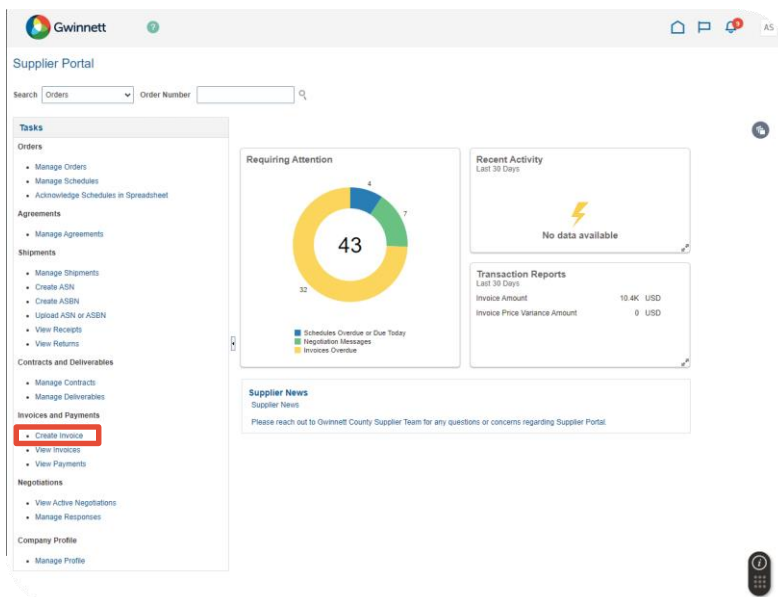 Gwinnett
?
9
AS
Supplier Portal
Search Orders Order Number
Tasks
Orders
Manage Orders
Manage Schedules
Acknowledge Schedules in Spreadsheet
Agreements
Manage Agreements
Shipments
Manage Shipments
Create ASN
Create ASBN
Upload ASN or ASBN
View Receipts
View Returns
Contracts and Deliverables
Manage Contracts
Manage Deliverables
Invoices and Payments
Create Invoice
View Invoices
View Payments
Negotiations
View Active Negotiations
Manage Responses
Company Profile
Manage Profile
Requiring Attention
4
7
43
32
Schedules Overdue or Due Today
Negotiation Messages
Invoices Overdue
Recent Activity
Last 30 Days
No data available
Transaction Reports
Last 30 Days
Invoice Amount 10.4K USD
Invoice Price Variance Amount 0 USD
Supplier News
Supplier News
Please reach out to Gwinnett County Supplier Team for any questions or concerns regarding Supplier Portal.